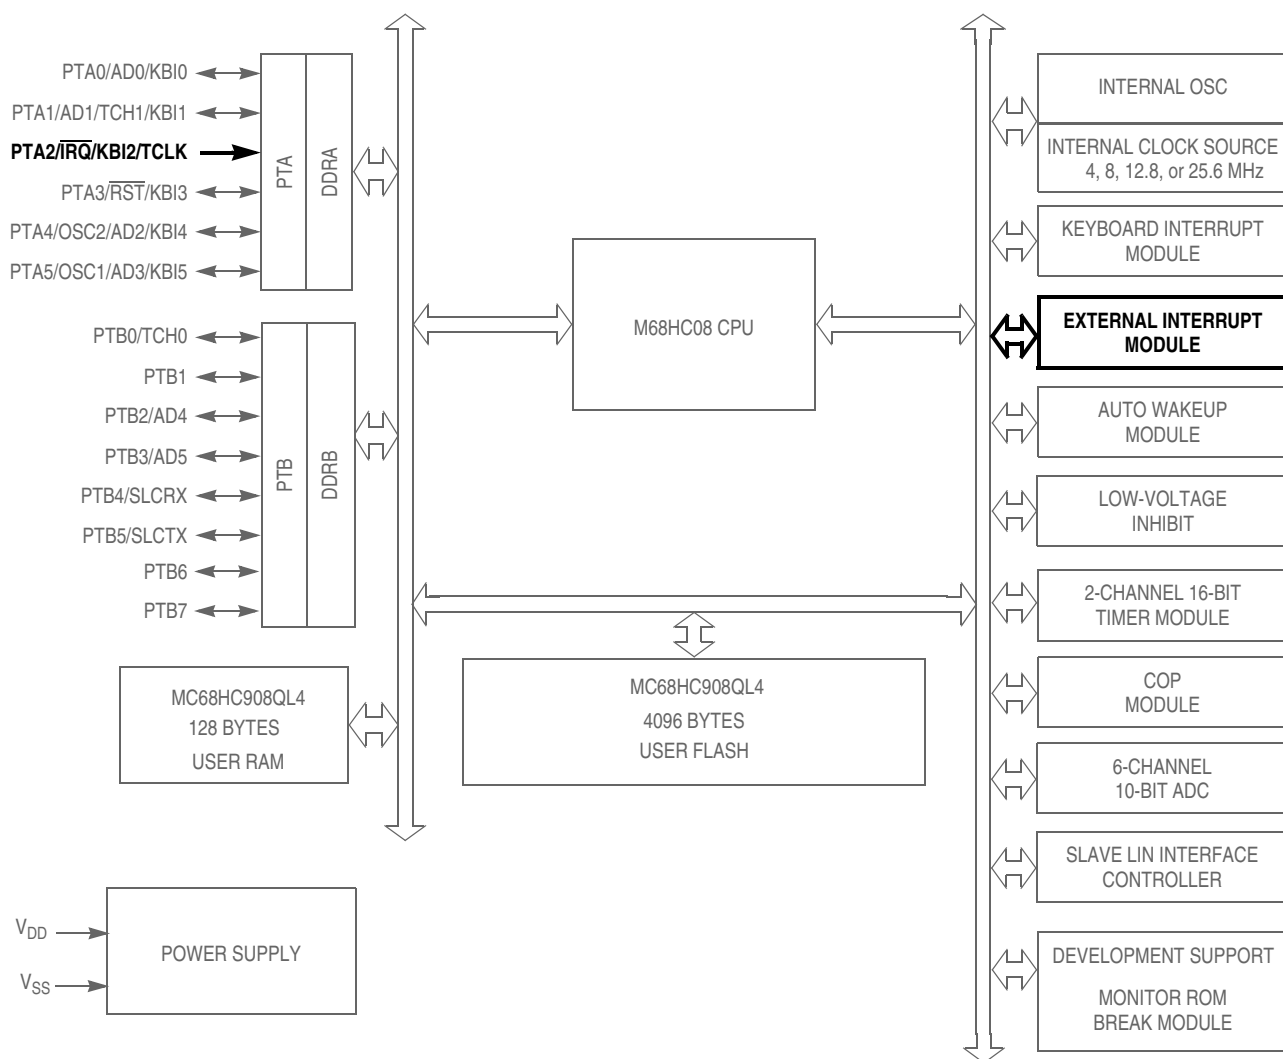 PTA0/AD0/KBI0
PTA1/AD1/TCH1/KBI1
PTA2/IRQ/KBI2/TCLK
PTA3/RST/KBI3
PTA4/OSC2/AD2/KBI4
PTA5/OSC1/AD3/KBI5
PTA
DDRA
PTB0/TCH0
PTB1
PTB2/AD4
PTB3/AD5
PTB4/SLCRX
PTB5/SLCTX
PTB6
PTB7
PTB
DDRB
M68HC08 CPU
MC68HC908QL4
128 BYTES
USER RAM
MC68HC908QL4
4096 BYTES
USER FLASH
VDD
VSS
POWER SUPPLY
INTERNAL OSC
INTERNAL CLOCK SOURCE
4, 8, 12.8, or 25.6 MHz
KEYBOARD INTERRUPT
MODULE
EXTERNAL INTERRUPT
MODULE
AUTO WAKEUP
MODULE
LOW-VOLTAGE
INHIBIT
2-CHANNEL 16-BIT
TIMER MODULE
COP
MODULE
6-CHANNEL
10-BIT ADC
SLAVE LIN INTERFACE
CONTROLLER
DEVELOPMENT SUPPORT
MONITOR ROM
BREAK MODULE